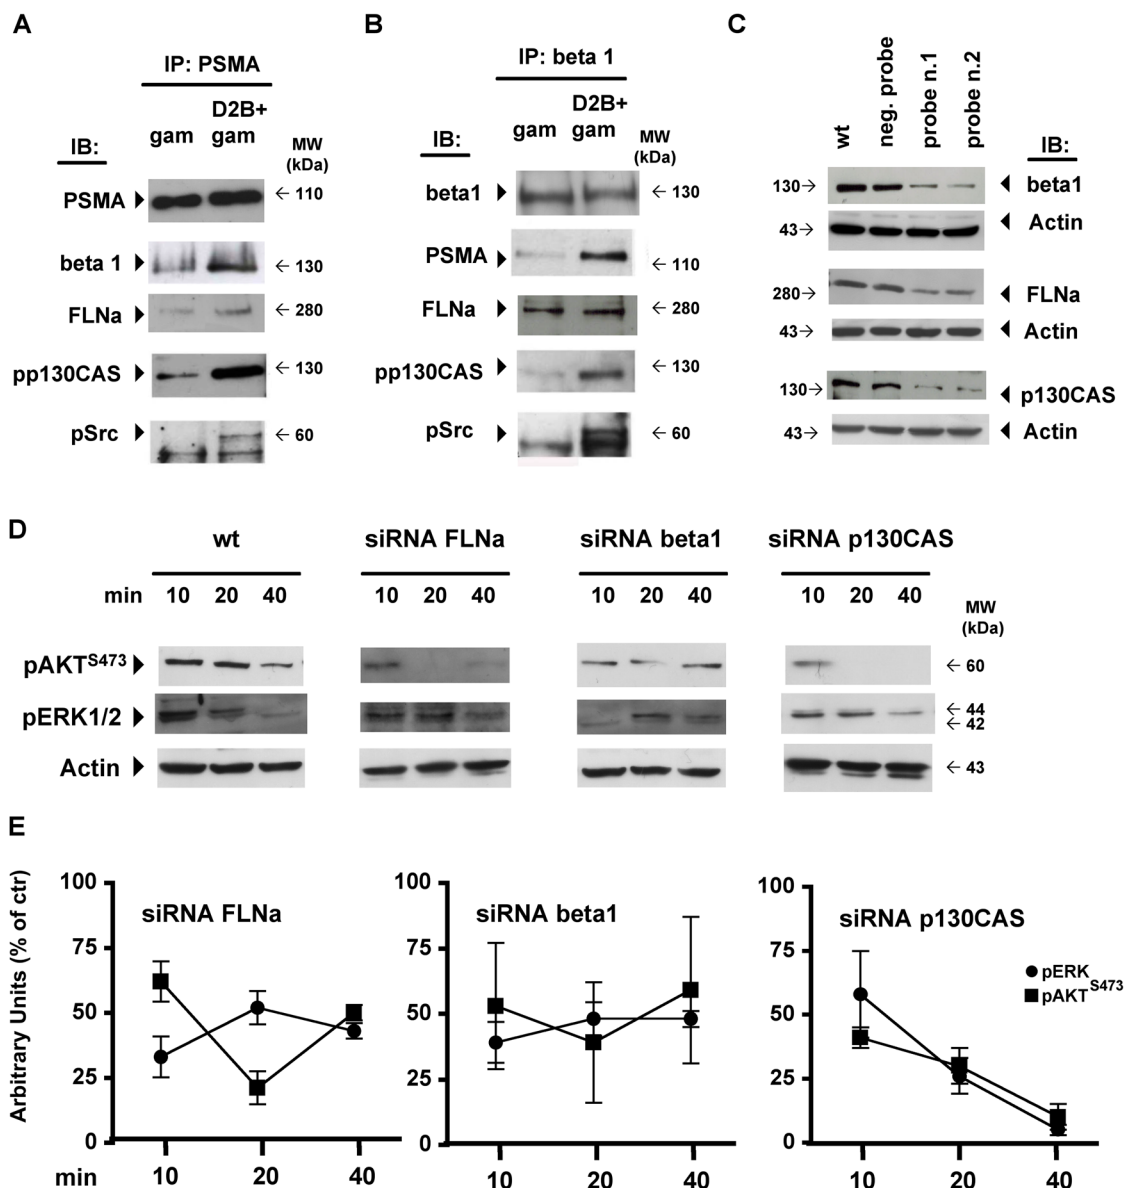 A
IP: PSMA
IB:
gam
D2B+
gam
MW
(kDa)
PSMA
← 110
beta 1
← 130
FLNa
← 280
pp130CAS
← 130
pSrc
← 60
B
IP: beta 1
IB:
gam
D2B+
gam
MW
(kDa)
beta1
← 130
PSMA
← 110
FLNa
← 280
pp130CAS
← 130
pSrc
← 60
C
wt
neg. probe
probe n.1
probe n.2
IB:
130→
beta1
43→
Actin
280→
FLNa
43→
Actin
130→
p130CAS
43→
Actin
D
wt
siRNA FLNa
siRNA beta1
siRNA p130CAS
min 10 20 40
10 20 40
10 20 40
10 20 40
MW
(kDa)
pAKTS473
← 60
pERK1/2
← 44
← 42
Actin
← 43
E
Arbitrary Units (% of ctr)
100
75
50
25
0
siRNA FLNa
min 10 20 40
100
75
50
25
0
siRNA beta1
10 20 40
100
75
50
25
0
siRNA p130CAS
pERK
pAKTS473
10 20 40